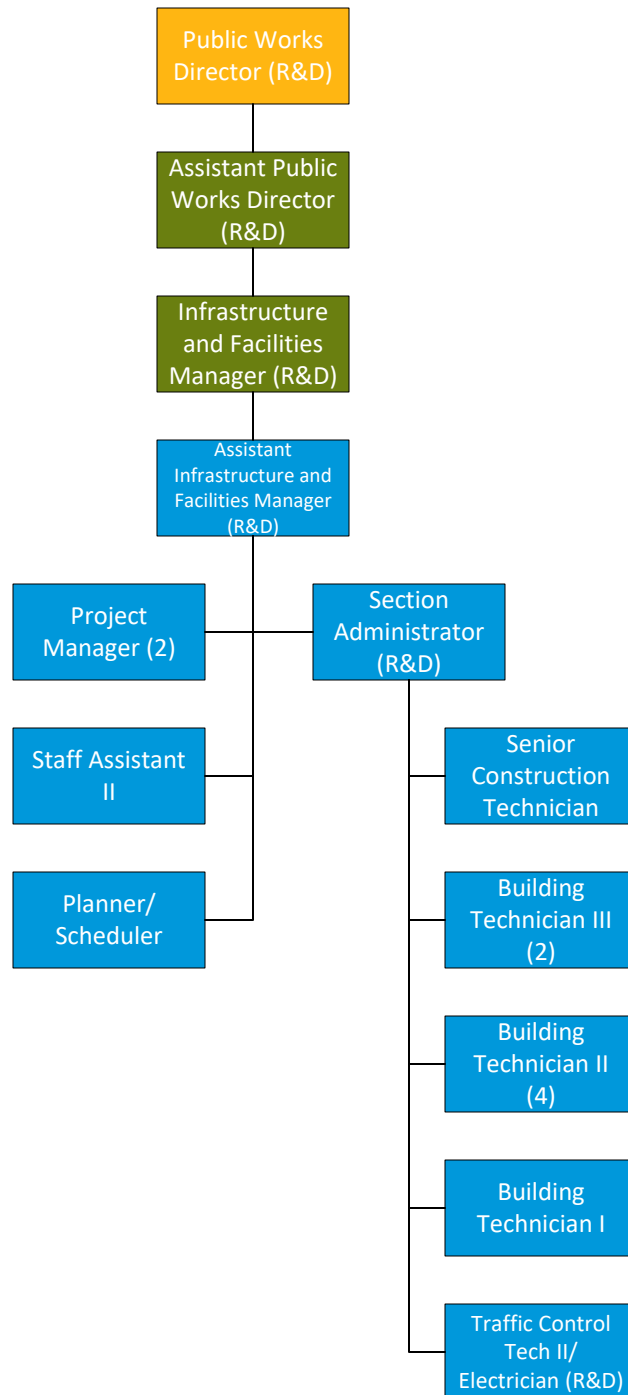 Public Works
Director (R&D)
Assistant Public
Works Director
(R&D)
Infrastructure
and Facilities
Manager (R&D)
Assistant
Infrastructure and
Facilities Manager
(R&D)
Project
Manager (2)
Section
Administrator
(R&D)
Staff Assistant
II
Planner/
Scheduler
Senior
Construction
Technician
Building
Technician III
(2)
Building
Technician II
(4)
Building
Technician I
Traffic Control
Tech II/
Electrician (R&D)